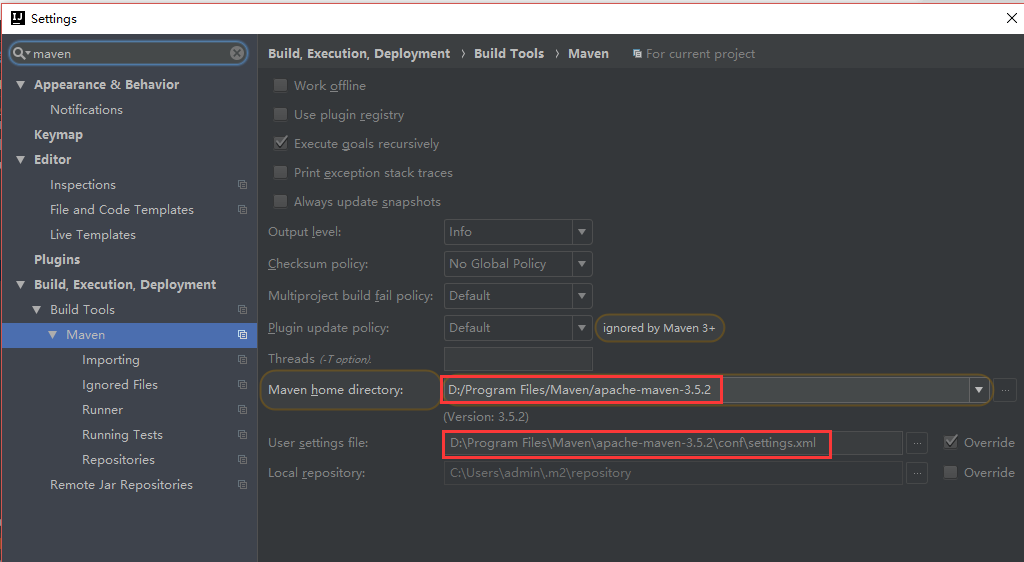 Settings
maven
Appearance & Behavior
Notifications
Keymap
Editor
Inspections
File and Code Templates
Live Templates
Plugins
Build, Execution, Deployment
Build Tools
Maven
Importing
Ignored Files
Runner
Running Tests
Repositories
Remote Jar Repositories
Build, Execution, Deployment › Build Tools › Maven For current project
Work offline
Use plugin registry
Execute goals recursively
Print exception stack traces
Always update snapshots
Output level: Info
Checksum policy: No Global Policy
Multiproject build fail policy: Default
Plugin update policy: Default ignored by Maven 3+
Threads (-T option).
Maven home directory: D:/Program Files/Maven/apache-maven-3.5.2 ...
(Version: 3.5.2)
User settings file: D:\Program Files\Maven\apache-maven-3.5.2\conf\settings.xml ... Override
Local repository: C:\Users\admin\.m2\repository ... Override